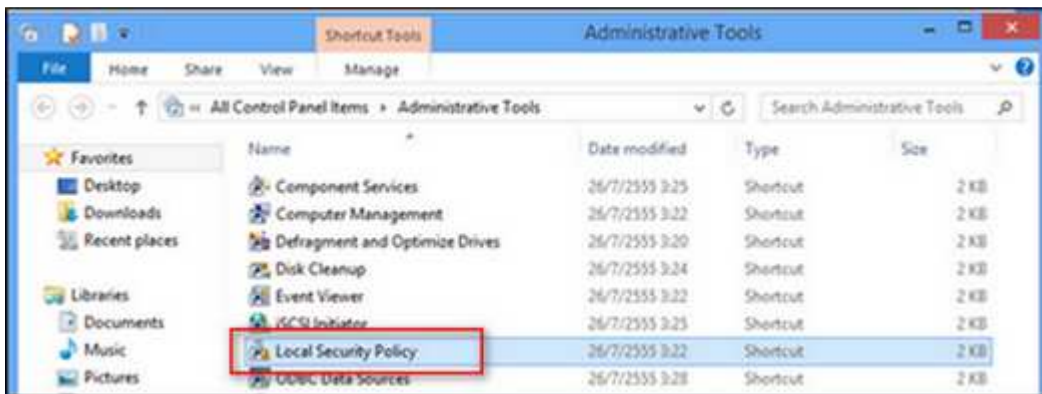 Shortcut Tools Administrative Tools
File Home Share View Manage
All Control Panel Items Administrative Tools Search Administrative Tools
Name Date modified Type Size
Favorites
Desktop Component Services 26/7/2555 3:25 Shortcut 2 KB
Downloads Computer Management 26/7/2555 3:22 Shortcut 2 KB
Recent places Defragment and Optimize Drives 26/7/2555 3:20 Shortcut 2 KB
Disk Cleanup 26/7/2555 3:24 Shortcut 2 KB
Libraries Event Viewer 26/7/2555 3:22 Shortcut 2 KB
Documents iSCSI Initiator 26/7/2555 3:25 Shortcut 2 KB
Music Local Security Policy 26/7/2555 3:22 Shortcut 2 KB
Pictures ODBC Data Sources 26/7/2555 3:28 Shortcut 2 KB